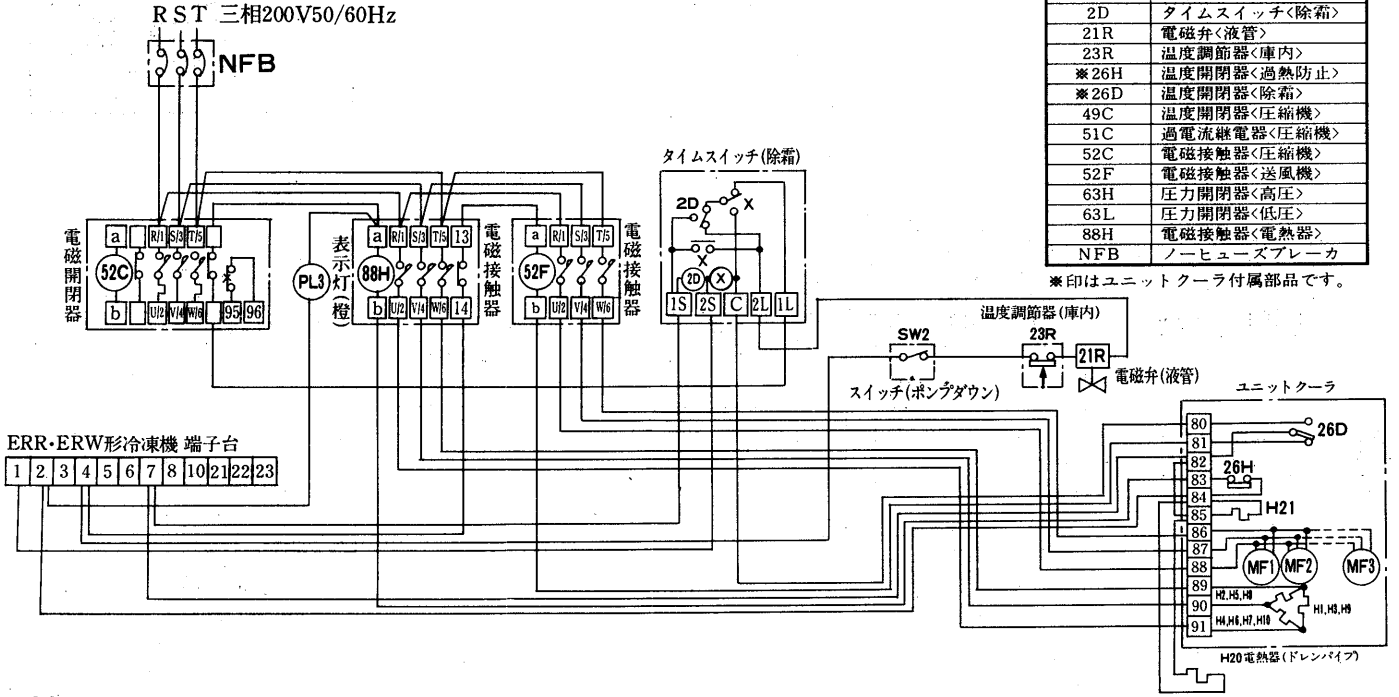 R S T 三相200V50/60Hz
NFB
2D タイムスイッチ<除霜>
21R 電磁弁<液管>
23R 温度調節器<庫内>
※26H 温度開閉器<過熱防止>
※26D 温度開閉器<除霜>
49C 温度開閉器<圧縮機>
51C 過電流継電器<圧縮機>
52C 電磁接触器<圧縮機>
52F 電磁接触器<送風機>
63H 圧力開閉器<高圧>
63L 圧力開閉器<低圧>
88H 電磁接触器<電熱器>
NFB ノーヒューズブレーカ
※印はユニットクーラ付属部品です。
電磁開閉器
a R/1 S/3 T/5
52C
b U/2 V/4 W/6 95 96
表示灯(橙)
PL3
a R/1 S/3 T/5 13
88H
b U/2 V/4 W/6 14
電磁接触器
a R/1 S/3 T/5
52F
b U/2 V/4 W/6
電磁接触器
タイムスイッチ(除霜)
2D X
X
2D X
1S 2S C 2L 1L
SW2
スイッチ(ポンプダウン)
温度調節器(庫内)
23R
21R
電磁弁(液管)
ERR・ERW形冷凍機 端子台
1 2 3 4 5 6 7 8 10 21 22 23
ユニットクーラ
80
81
82
83
84
85
86
87
88
89
90
91
26D
26H
H21
MF1 MF2 MF3
H2,H5,H8
H1,H3,H9
H4,H6,H7,H10
H20電熱器(ドレンパイプ)